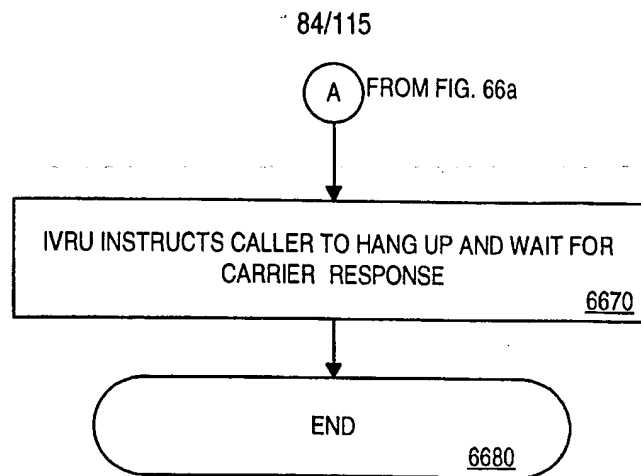 84/115
A FROM FIG. 66a
IVRU INSTRUCTS CALLER TO HANG UP AND WAIT FOR
CARRIER RESPONSE
6670
END
6680